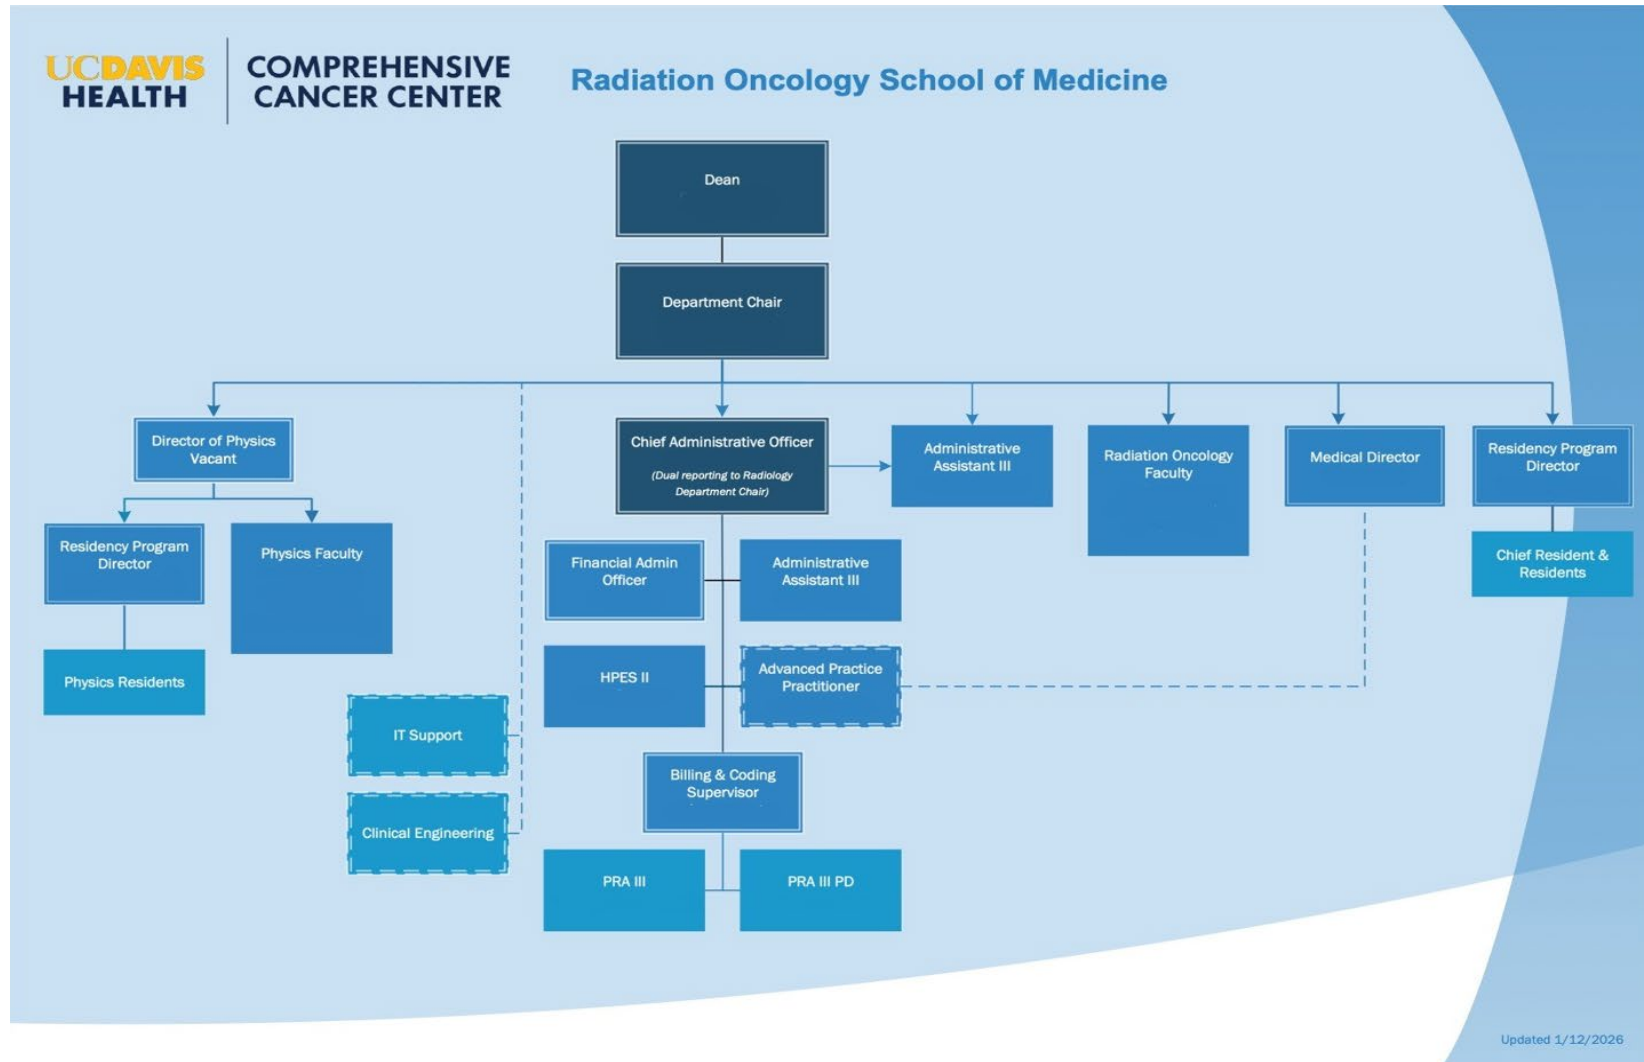 UCDAVIS
HEALTH
COMPREHENSIVE
CANCER CENTER
Radiation Oncology School of Medicine
Dean
Department Chair
Director of Physics
Vacant
Chief Administrative Officer
(Dual reporting to Radiology
Department Chair)
Administrative
Assistant III
Radiation Oncology
Faculty
Medical Director
Residency Program
Director
Residency Program
Director
Physics Faculty
Financial Admin
Officer
Administrative
Assistant III
Chief Resident &
Residents
Physics Residents
HPES II
Advanced Practice
Practitioner
IT Support
Billing & Coding
Supervisor
Clinical Engineering
PRA III
PRA III PD
Updated 1/12/2026